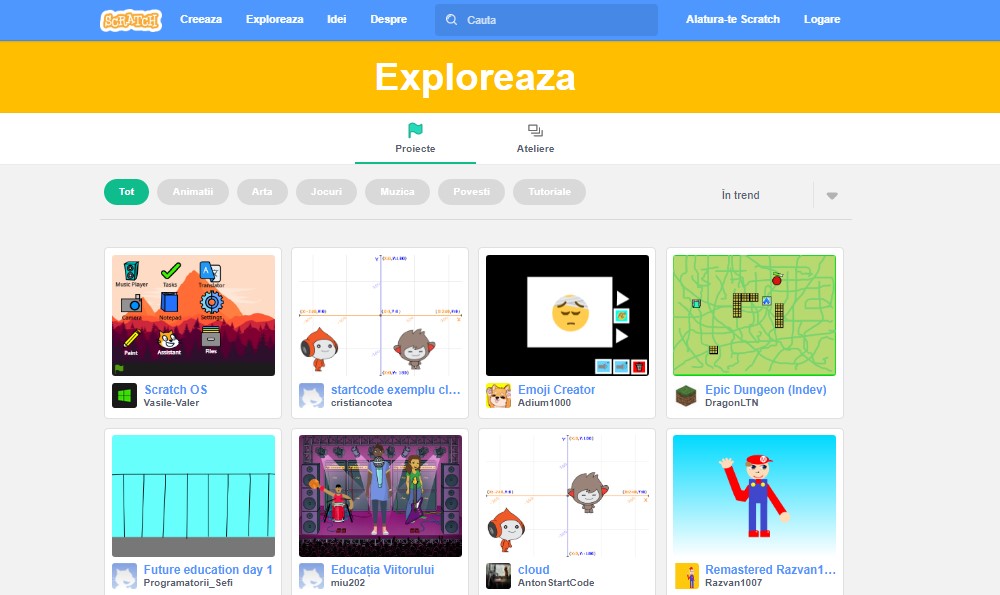 SCRATCH
Creeaza
Exploreaza
Idei
Despre
Cauta
Alatura-te Scratch
Logare
Exploreaza
Proiecte
Ateliere
Tot
Animatii
Arta
Jocuri
Muzica
Povesti
Tutoriale
În trend
Music Player
Tasks
Translator
Camara
Notepad
Settings
Paint
Assistant
Files
Scratch OS
Vasile-Valer
startcode exemplu cl...
cristiancotea
Emoji Creator
Adium1000
Epic Dungeon (Indev)
DragonLTN
Future education day 1
Programatorii_Sefi
Educația Viitorului
miu202
cloud
AntonStartCode
Remastered Razvan1...
Razvan1007